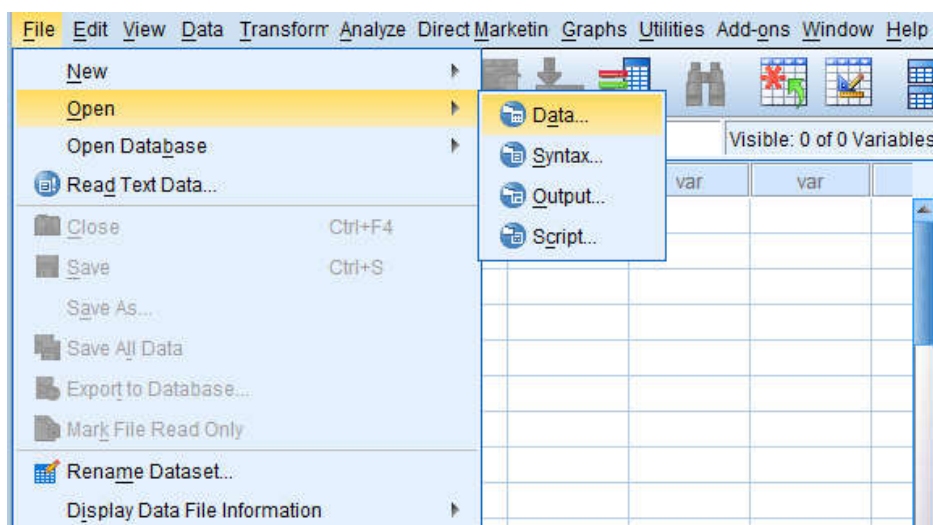 File Edit View Data Transform Analyze Direct Marketin Graphs Utilities Add-ons Window Help
New
Open
Open Database
Read Text Data...
Close Ctrl+F4
Save Ctrl+S
Save As...
Save All Data
Export to Database...
Mark File Read Only
Rename Dataset...
Display Data File Information
Data...
Syntax...
Output...
Script...
Visible: 0 of 0 Variables
var var